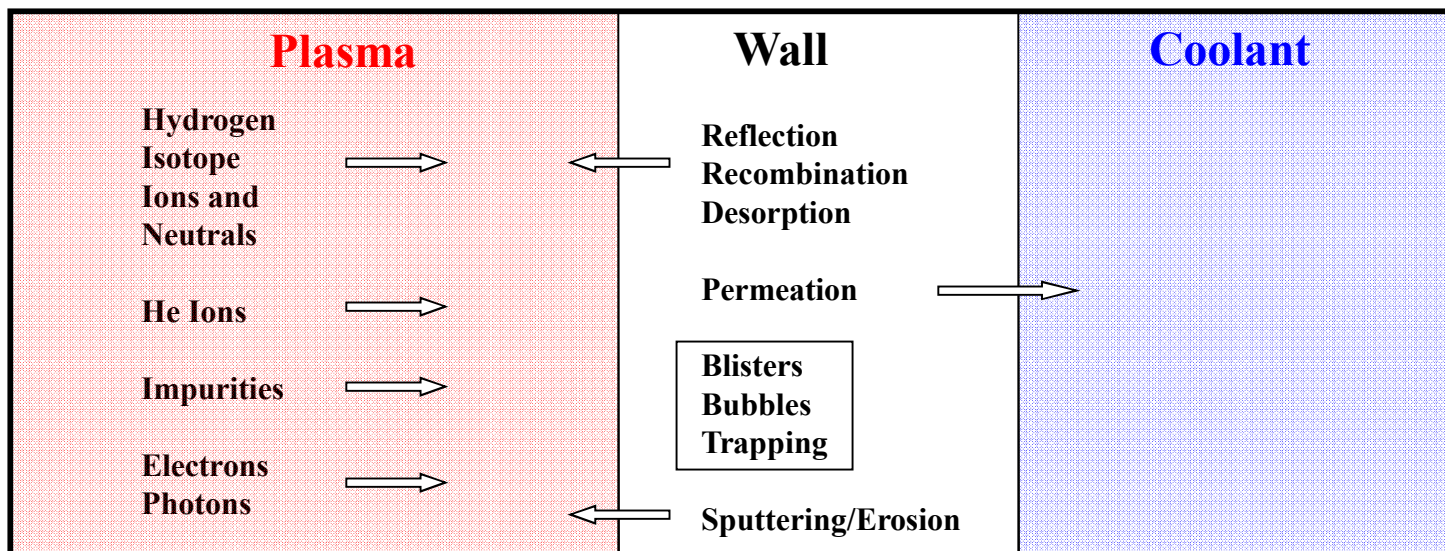 Plasma
Wall
Coolant
Hydrogen
Isotope
Ions and
Neutrals
He Ions
Impurities
Electrons
Photons
Reflection
Recombination
Desorption
Permeation
Blisters
Bubbles
Trapping
Sputtering/Erosion